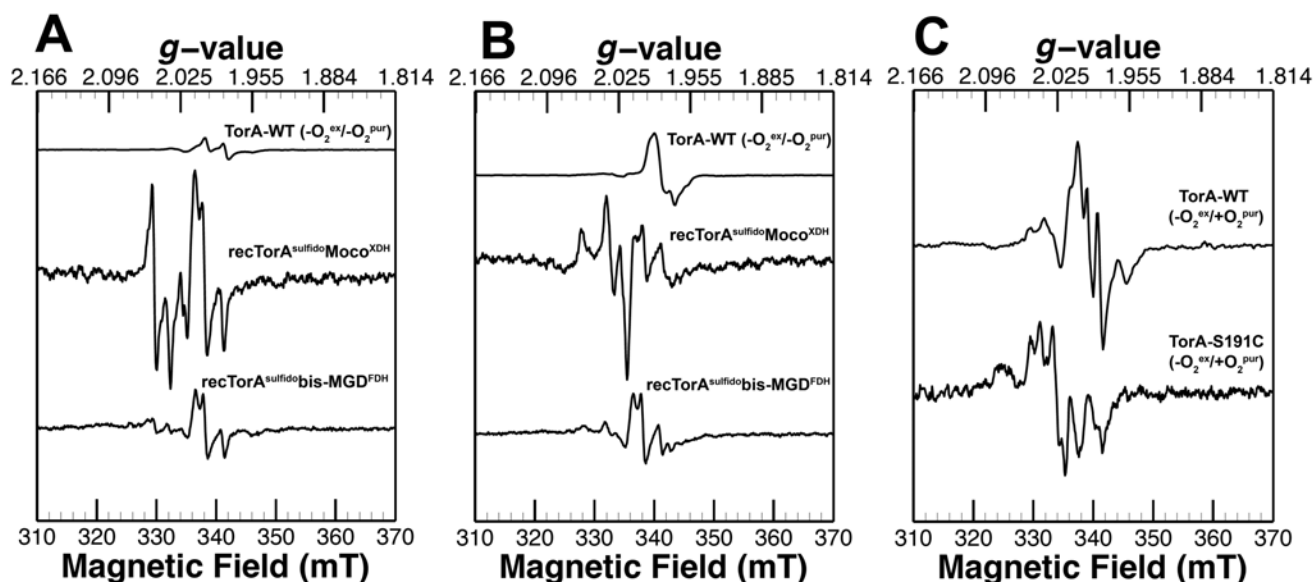 A
g-value
2.166 2.096 2.025 1.955 1.884 1.814
TorA-WT (-O₂ᵉˣ/-O₂ᵖᵘʳ)
recTorAˢᵘˡᶠⁱᵈᵒMocoˣᴰᴴ
recTorAˢᵘˡᶠⁱᵈᵒbis-MGDᶠᴰᴴ
310 320 330 340 350 360 370
Magnetic Field (mT)
B
g-value
2.166 2.096 2.025 1.955 1.885 1.814
TorA-WT (-O₂ᵉˣ/-O₂ᵖᵘʳ)
recTorAˢᵘˡᶠⁱᵈᵒMocoˣᴰᴴ
recTorAˢᵘˡᶠⁱᵈᵒbis-MGDᶠᴰᴴ
310 320 330 340 350 360 370
Magnetic Field (mT)
C
g-value
2.166 2.096 2.025 1.955 1.884 1.814
TorA-WT
(-O₂ᵉˣ/+O₂ᵖᵘʳ)
TorA-S191C
(-O₂ᵉˣ/+O₂ᵖᵘʳ)
310 320 330 340 350 360 370
Magnetic Field (mT)